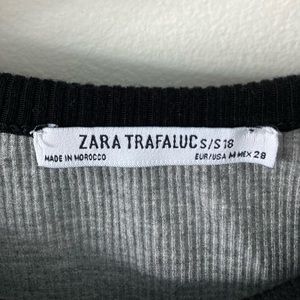 ZARA TRAFALUC S/S 18
MADE IN MOROCCO EUR/USA M MEX 28